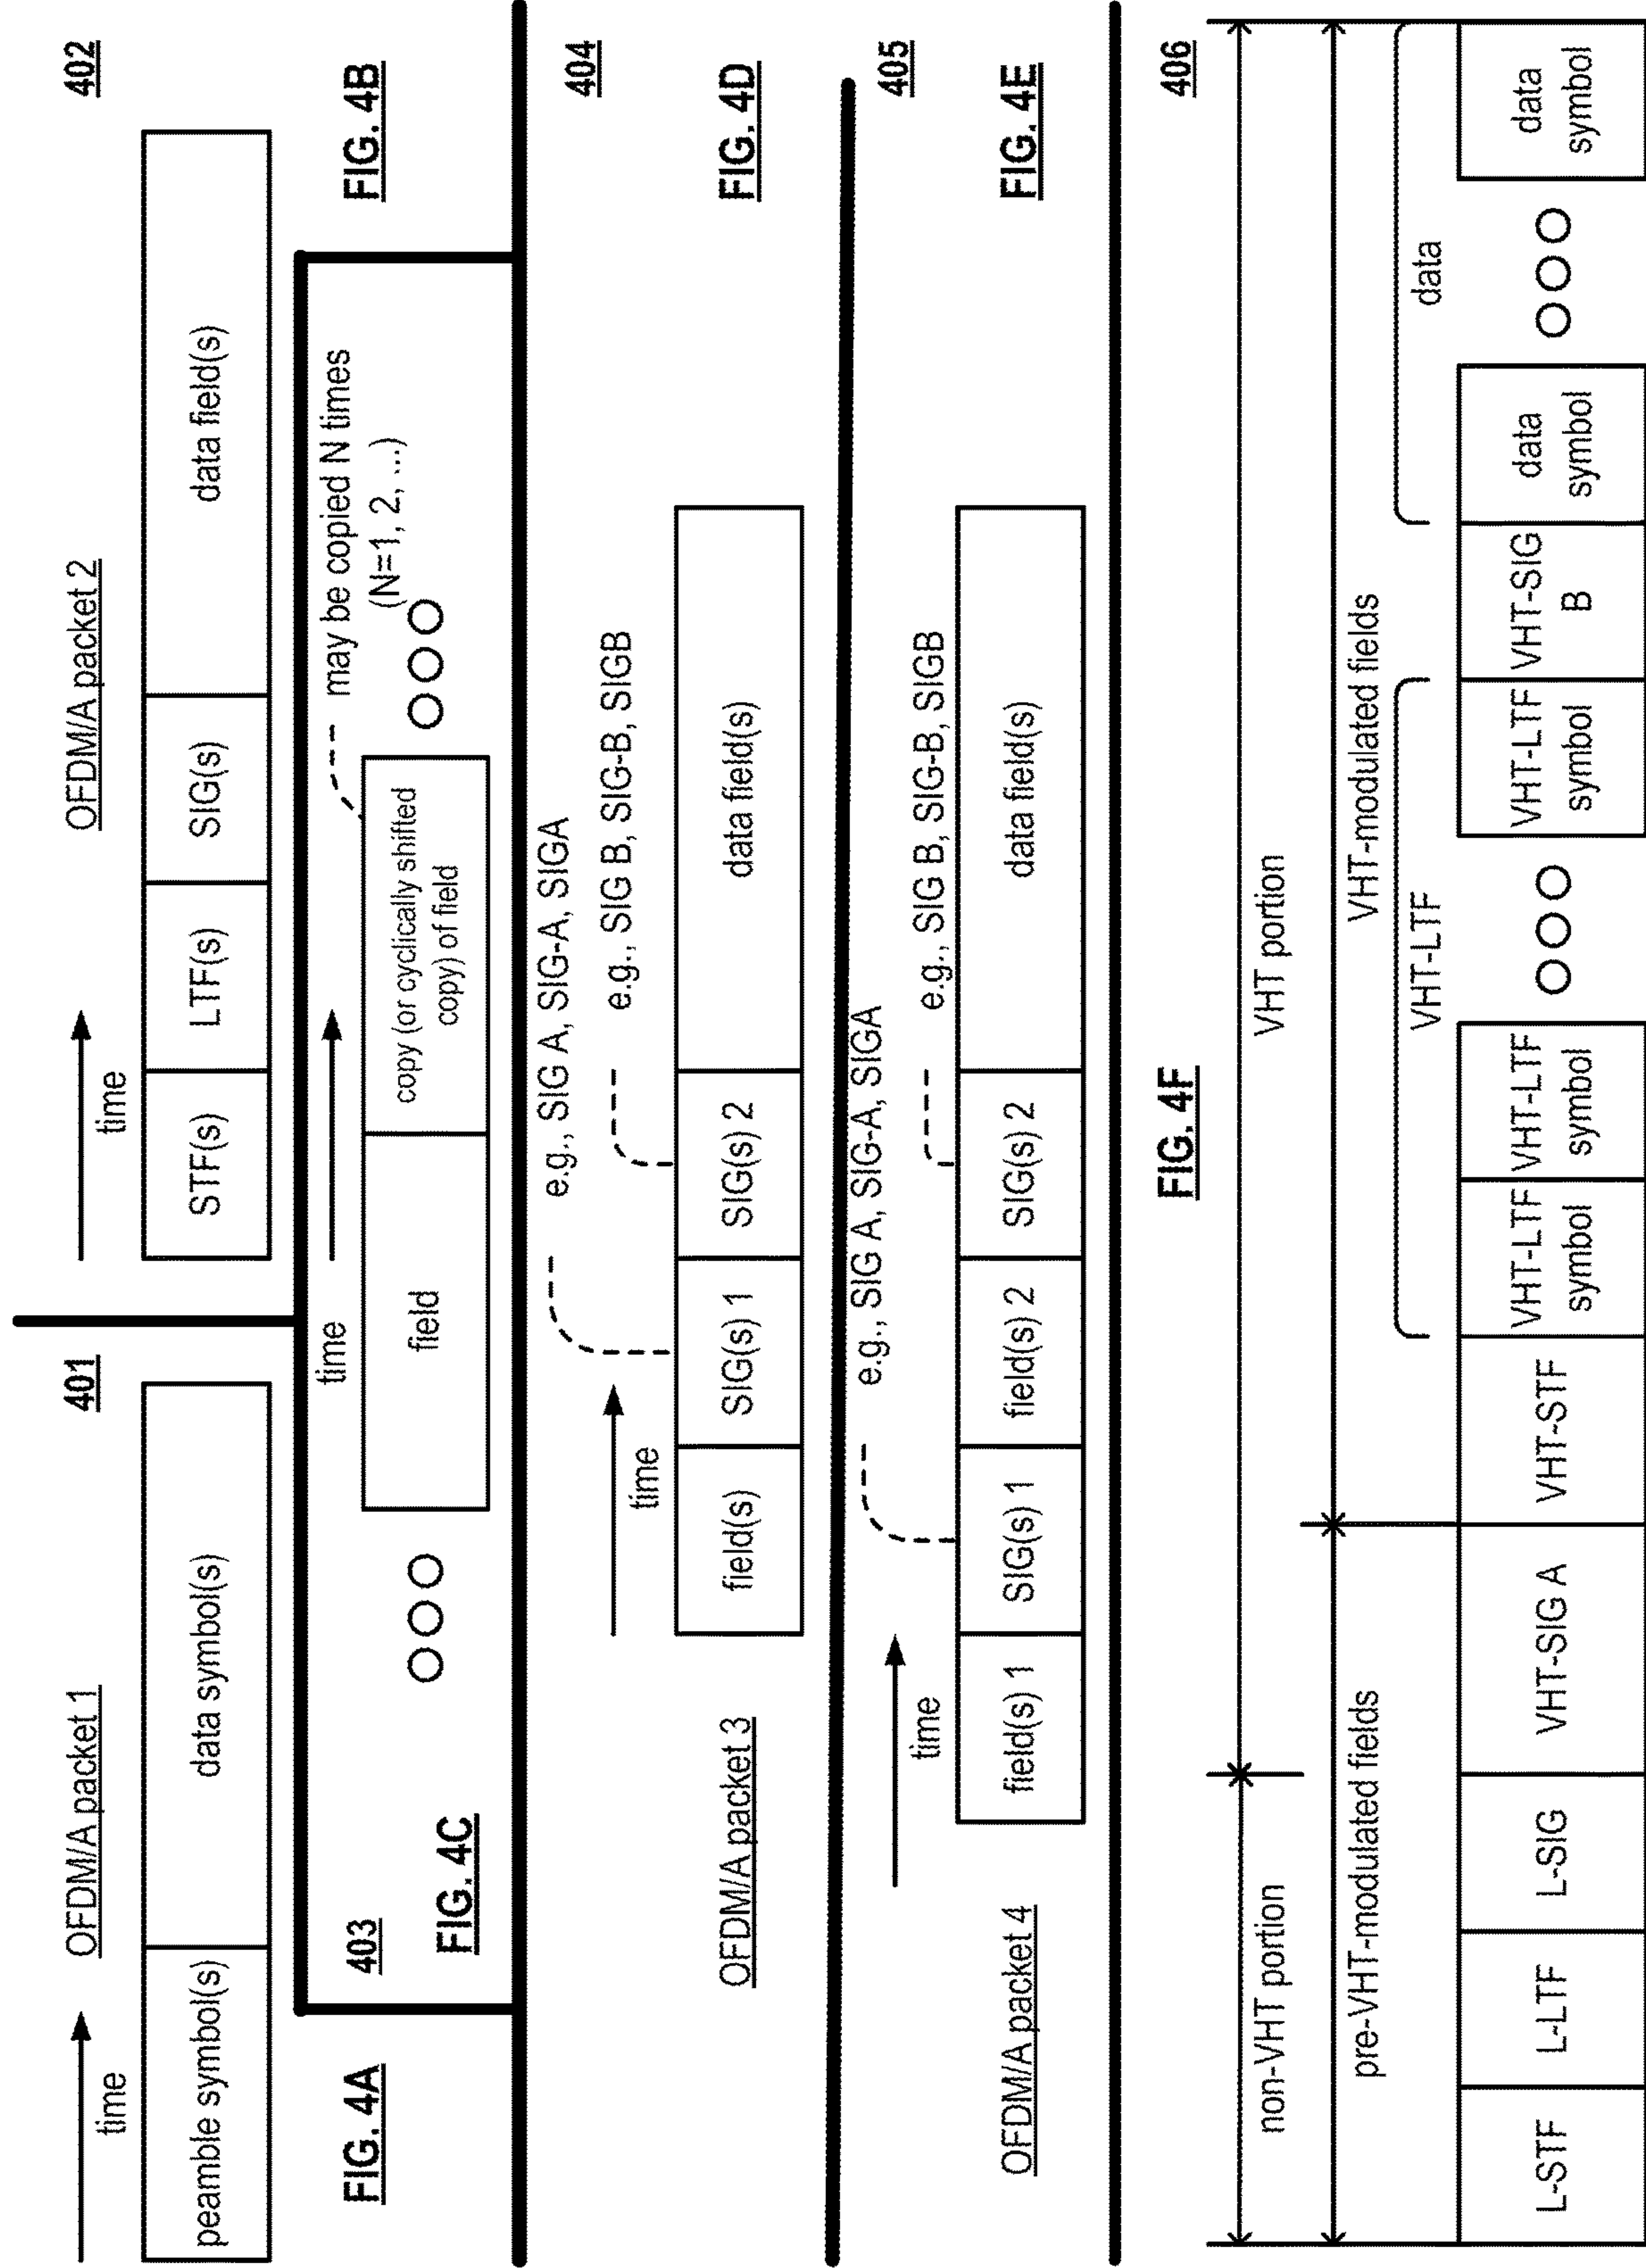 OFDM/A packet 1
401
time
peamble symbol(s)
data symbol(s)
FIG. 4A
OFDM/A packet 2
402
time
STF(s)
LTF(s)
SIG(s)
data field(s)
FIG. 4B
403
time
field
copy (or cyclically shifted
copy) of field
may be copied N times
(N=1, 2, ...)
FIG. 4C
404
e.g., SIG A, SIG-A, SIGA
e.g., SIG B, SIG-B, SIGB
time
field(s)
SIG(s) 1
SIG(s) 2
data field(s)
OFDM/A packet 3
FIG. 4D
405
e.g., SIG A, SIG-A, SIGA
e.g., SIG B, SIG-B, SIGB
time
field(s) 1
SIG(s) 1
field(s) 2
SIG(s) 2
data field(s)
OFDM/A packet 4
FIG. 4E
FIG. 4F
406
non-VHT portion
VHT portion
pre-VHT-modulated fields
VHT-modulated fields
VHT-LTF
data
L-STF
L-LTF
L-SIG
VHT-SIG A
VHT-STF
VHT-LTF
symbol
VHT-LTF
symbol
VHT-LTF
symbol
VHT-SIG
B
data
symbol
data
symbol